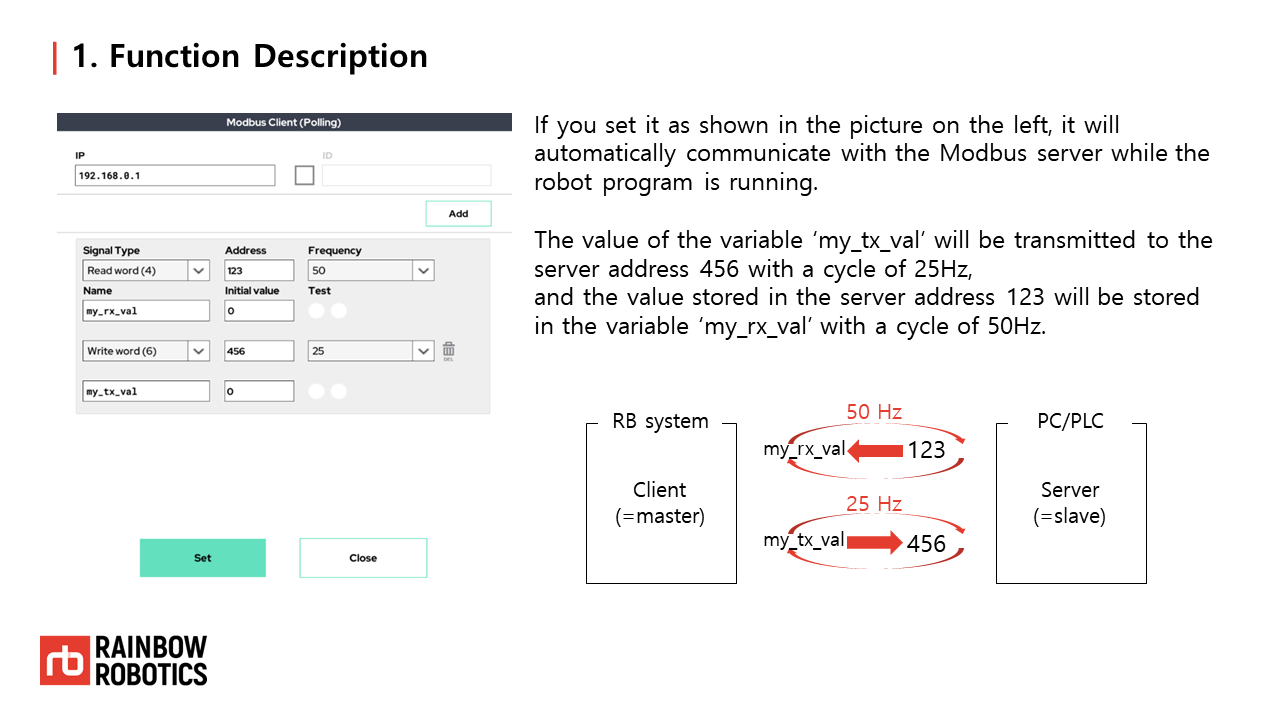 1. Function Description
Modbus Client (Polling)
IP
ID
192.168.0.1
Add
Signal Type Address Frequency
Read word (4) 123 50
Name Initial value Test
my_rx_val 0
Write word (6) 456 25
DEL
my_tx_val 0
Set Close
If you set it as shown in the picture on the left, it will
automatically communicate with the Modbus server while the
robot program is running.
The value of the variable ‘my_tx_val’ will be transmitted to the
server address 456 with a cycle of 25Hz,
and the value stored in the server address 123 will be stored
in the variable ‘my_rx_val’ with a cycle of 50Hz.
RB system
Client
(=master)
50 Hz
my_rx_val 123
25 Hz
my_tx_val 456
PC/PLC
Server
(=slave)
rb RAINBOW
ROBOTICS